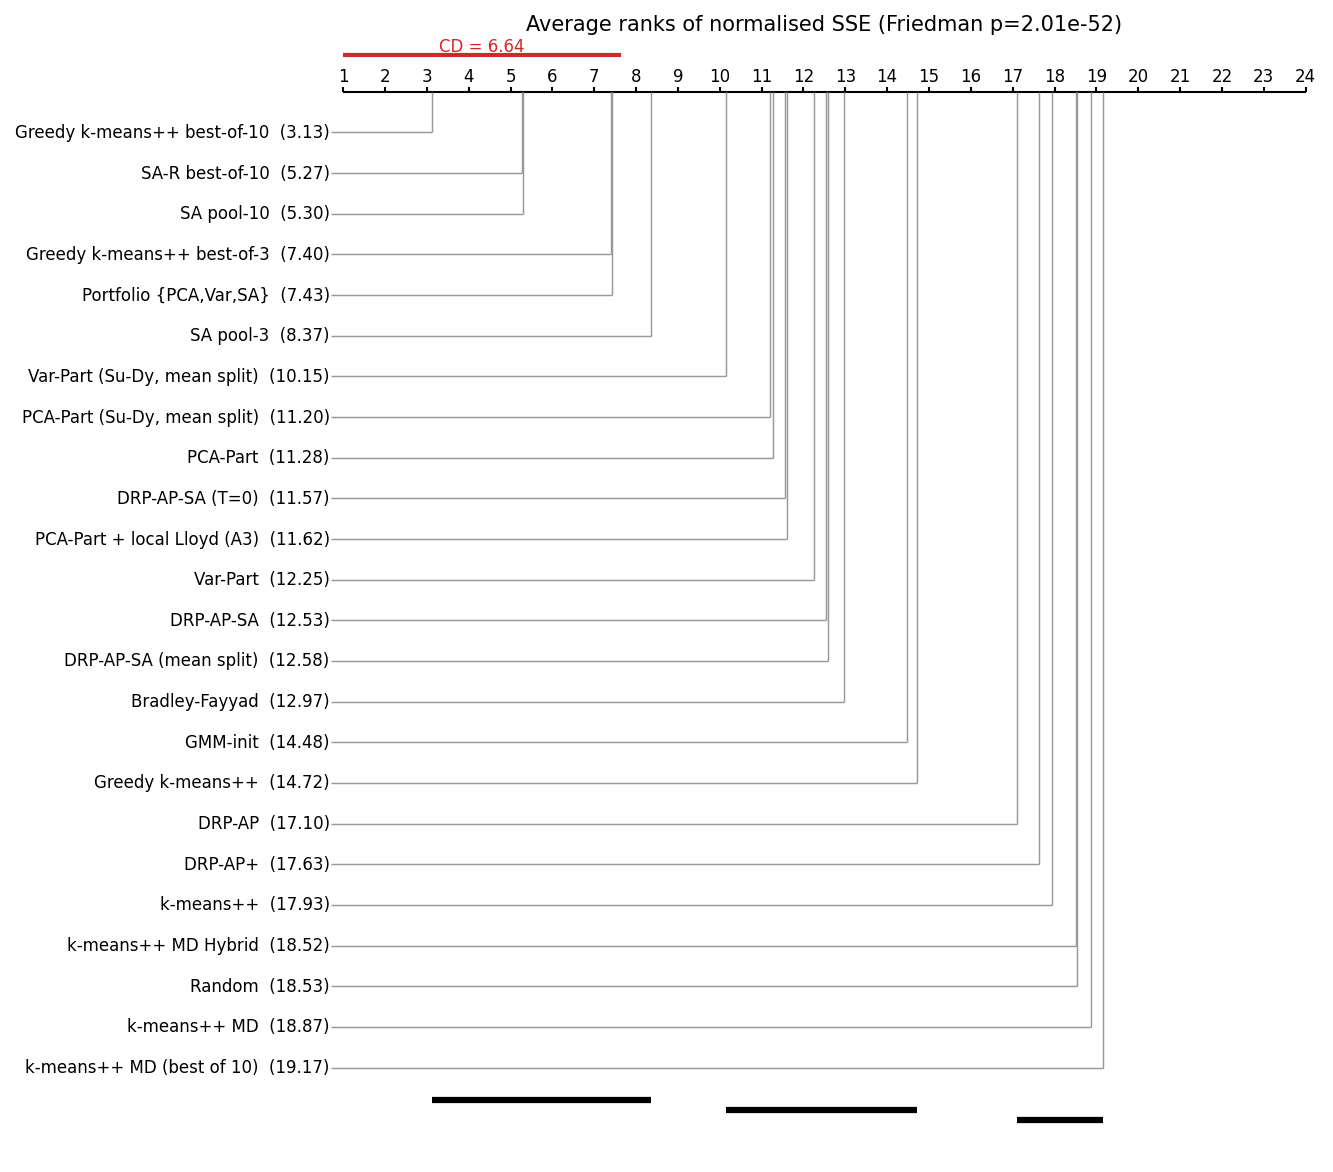 Average ranks of normalised SSE (Friedman p=2.01e-52)
CD = 6.64
1 2 3 4 5 6 7 8 9 10 11 12 13 14 15 16 17 18 19 20 21 22 23 24
Greedy k-means++ best-of-10 (3.13)
SA-R best-of-10 (5.27)
SA pool-10 (5.30)
Greedy k-means++ best-of-3 (7.40)
Portfolio {PCA,Var,SA} (7.43)
SA pool-3 (8.37)
Var-Part (Su-Dy, mean split) (10.15)
PCA-Part (Su-Dy, mean split) (11.20)
PCA-Part (11.28)
DRP-AP-SA (T=0) (11.57)
PCA-Part + local Lloyd (A3) (11.62)
Var-Part (12.25)
DRP-AP-SA (12.53)
DRP-AP-SA (mean split) (12.58)
Bradley-Fayyad (12.97)
GMM-init (14.48)
Greedy k-means++ (14.72)
DRP-AP (17.10)
DRP-AP+ (17.63)
k-means++ (17.93)
k-means++ MD Hybrid (18.52)
Random (18.53)
k-means++ MD (18.87)
k-means++ MD (best of 10) (19.17)